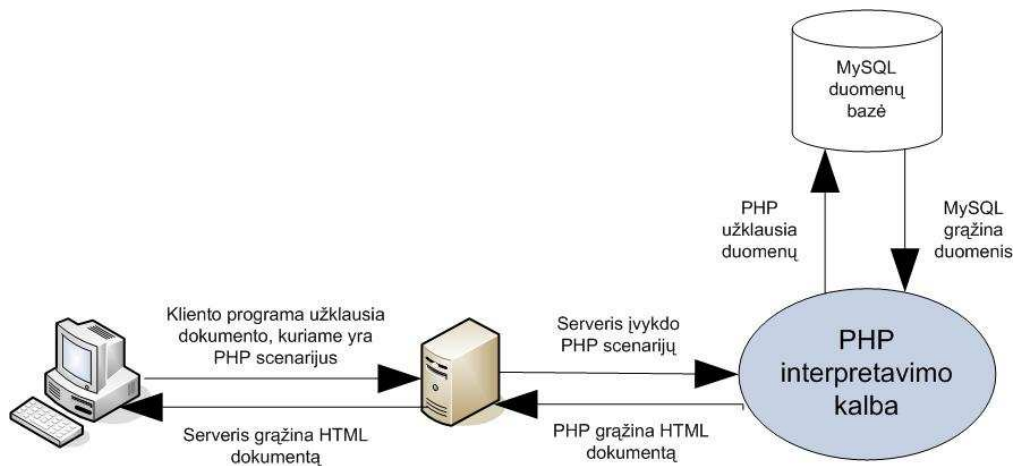 MySQL
duomenų
bazė
PHP
užklausia
duomenų
MySQL
grąžina
duomenis
Kliento programa užklausia
dokumento, kuriame yra
PHP scenarijus
Serveris įvykdo
PHP scenarijų
PHP
interpretavimo
kalba
Serveris grąžina HTML
dokumentą
PHP grąžina HTML
dokumentą